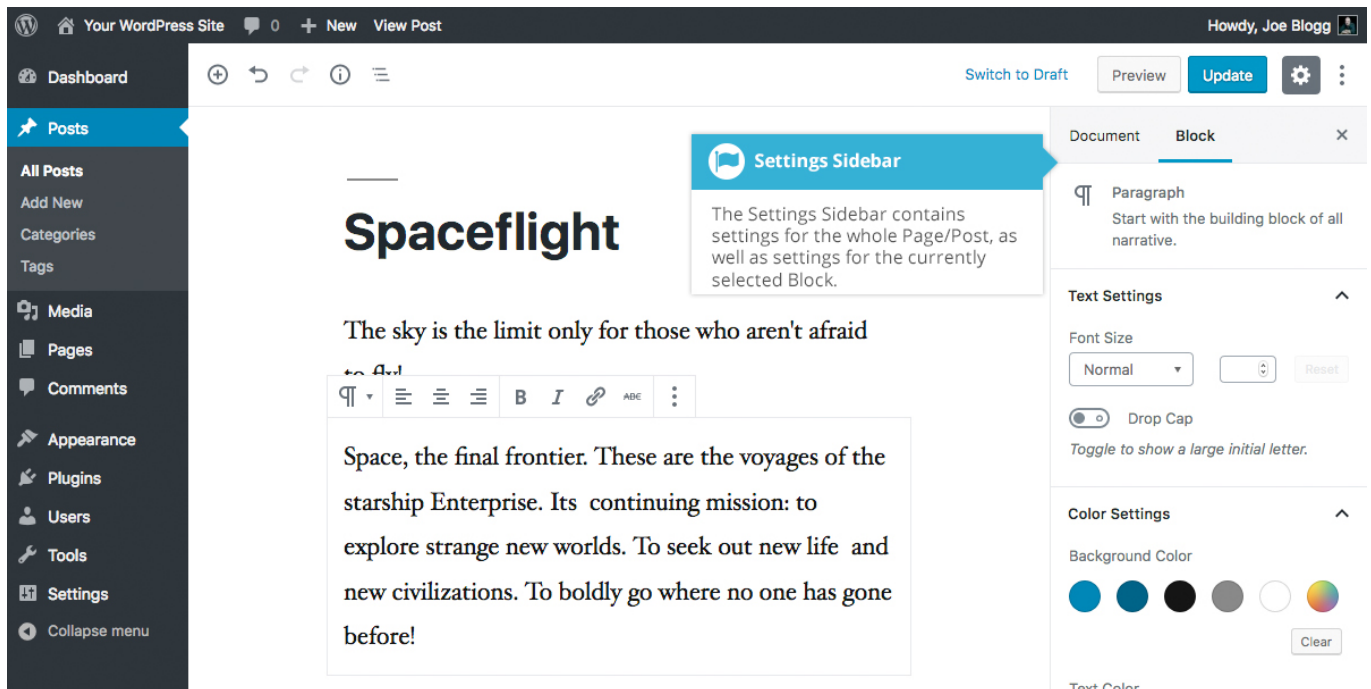 Your WordPress Site 0 New View Post Howdy, Joe Blogg
Dashboard
Posts
All Posts
Add New
Categories
Tags
Media
Pages
Comments
Appearance
Plugins
Users
Tools
Settings
Collapse menu
Switch to Draft Preview Update
Spaceflight
The sky is the limit only for those who aren't afraid
to fly!
B I ABE
Space, the final frontier. These are the voyages of the
starship Enterprise. Its  continuing mission: to
explore strange new worlds. To seek out new life  and
new civilizations. To boldly go where no one has gone
before!
Settings Sidebar
The Settings Sidebar contains
settings for the whole Page/Post, as
well as settings for the currently
selected Block.
Document Block
Paragraph
Start with the building block of all
narrative.
Text Settings
Font Size
Normal Reset
Drop Cap
Toggle to show a large initial letter.
Color Settings
Background Color
Clear
Text Color